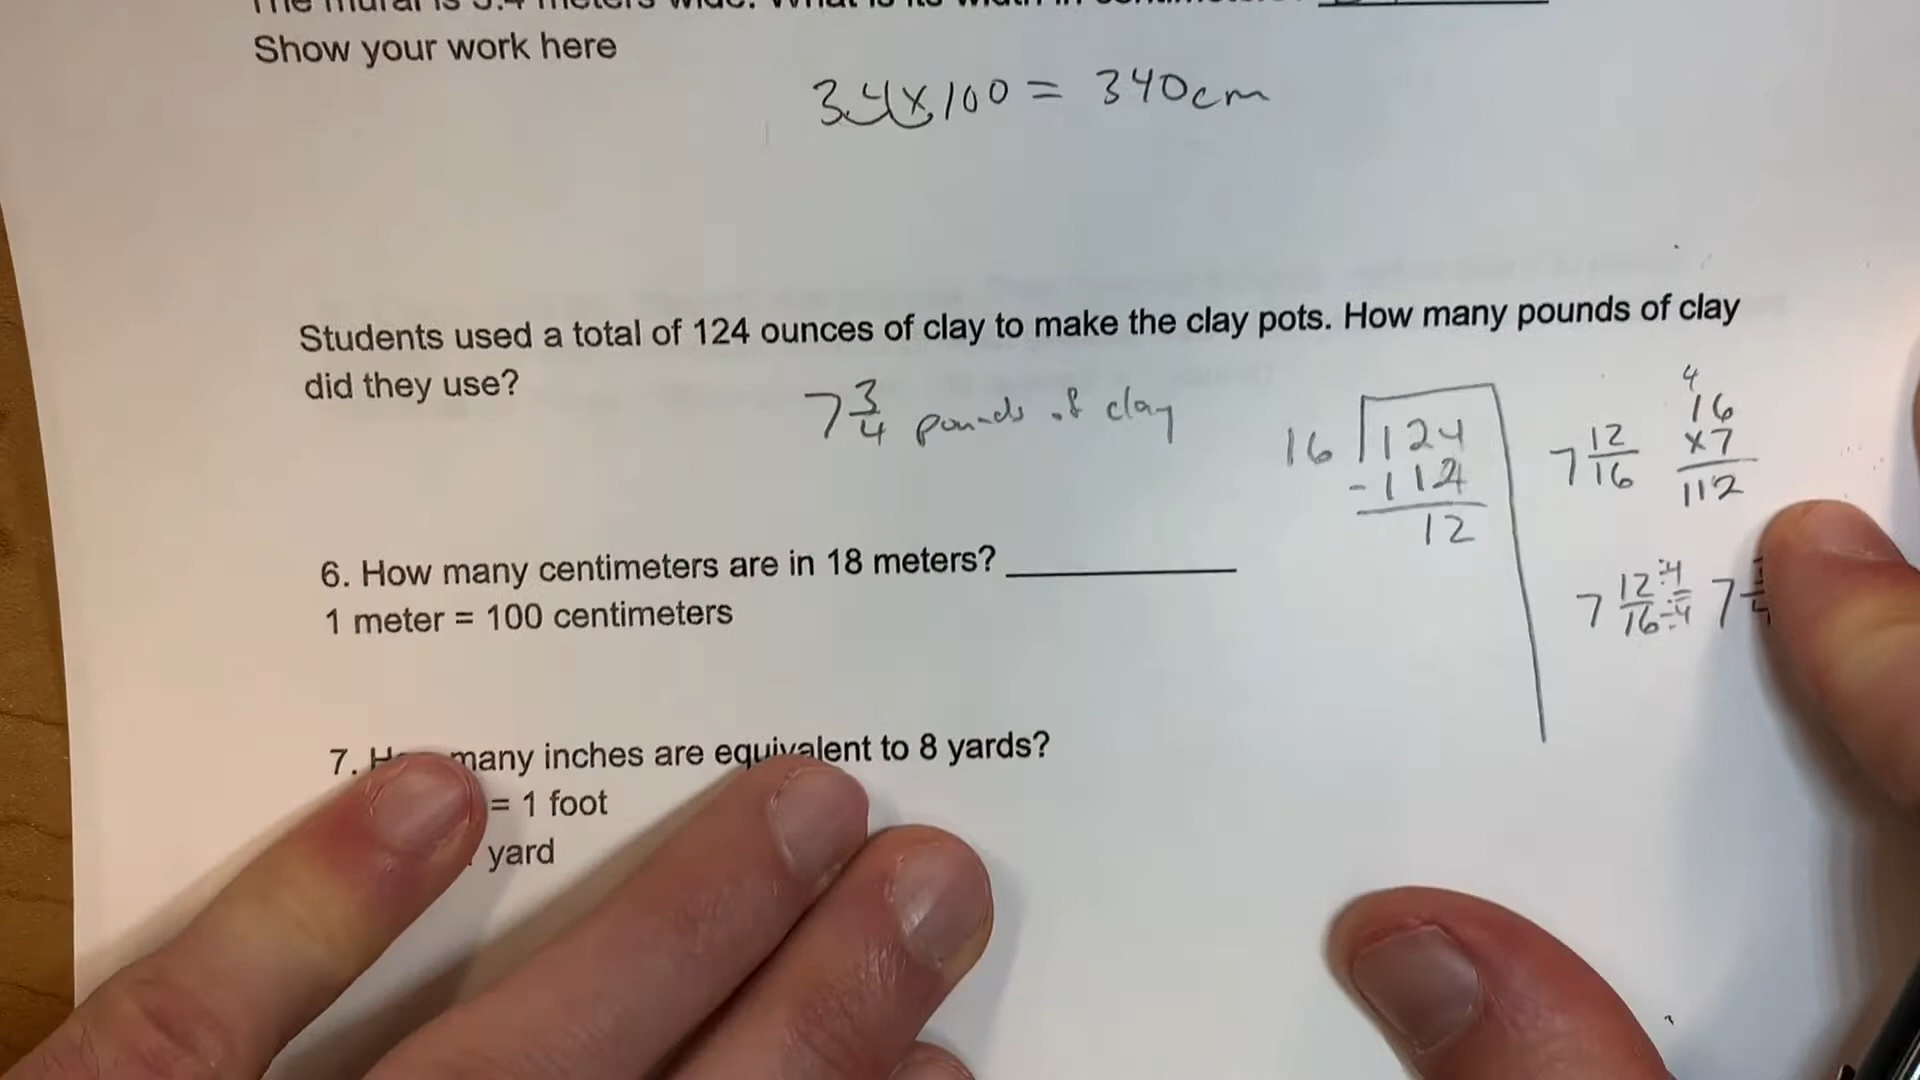 Show your work here
3.4x100 = 340cm
Students used a total of 124 ounces of clay to make the clay pots. How many pounds of clay
did they use?
7 3/4 pounds of clay
16
124
-112
12
7 12/16
4
16
x7
112
7 12÷4/16÷4 = 7
6. How many centimeters are in 18 meters?
1 meter = 100 centimeters
7. many inches are equivalent to 8 yards?
= 1 foot
yard